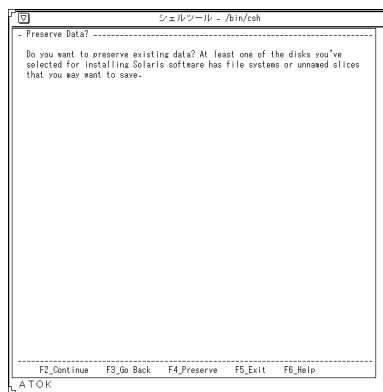 シェルツール - /bin/csh
- Preserve Data? -
Do you want to preserve existing data? At least one of the disks you've
selected for installing Solaris software has file systems or unnamed slices
that you may want to save.
F2_Continue F3_Go Back F4_Preserve F5_Exit F6_Help
ATOK